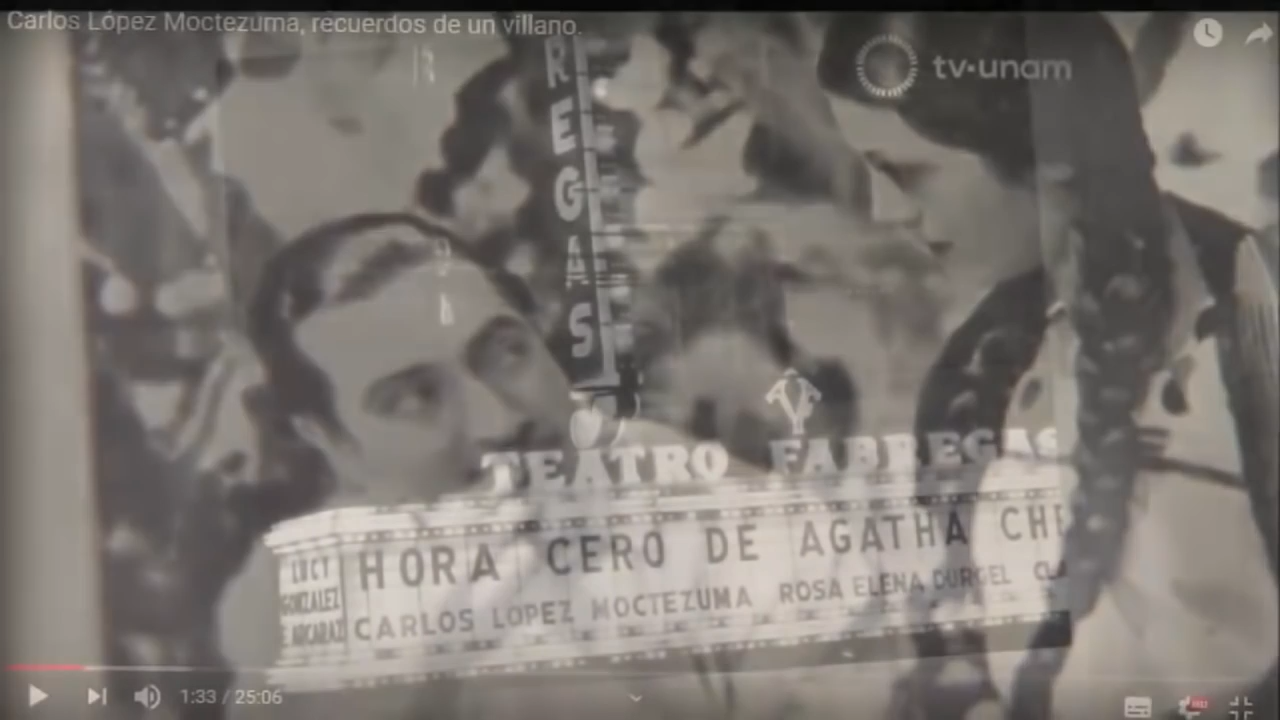 Carlos López Moctezuma, recuerdos de un villano.
tv·unam
REGAS
TEATRO FABREGAS
LUCY
GONZALEZ
HORA CERO DE AGATHA CH
CARLOS LOPEZ MOCTEZUMA ROSA ELENA DURGEL
1:33 / 25:06